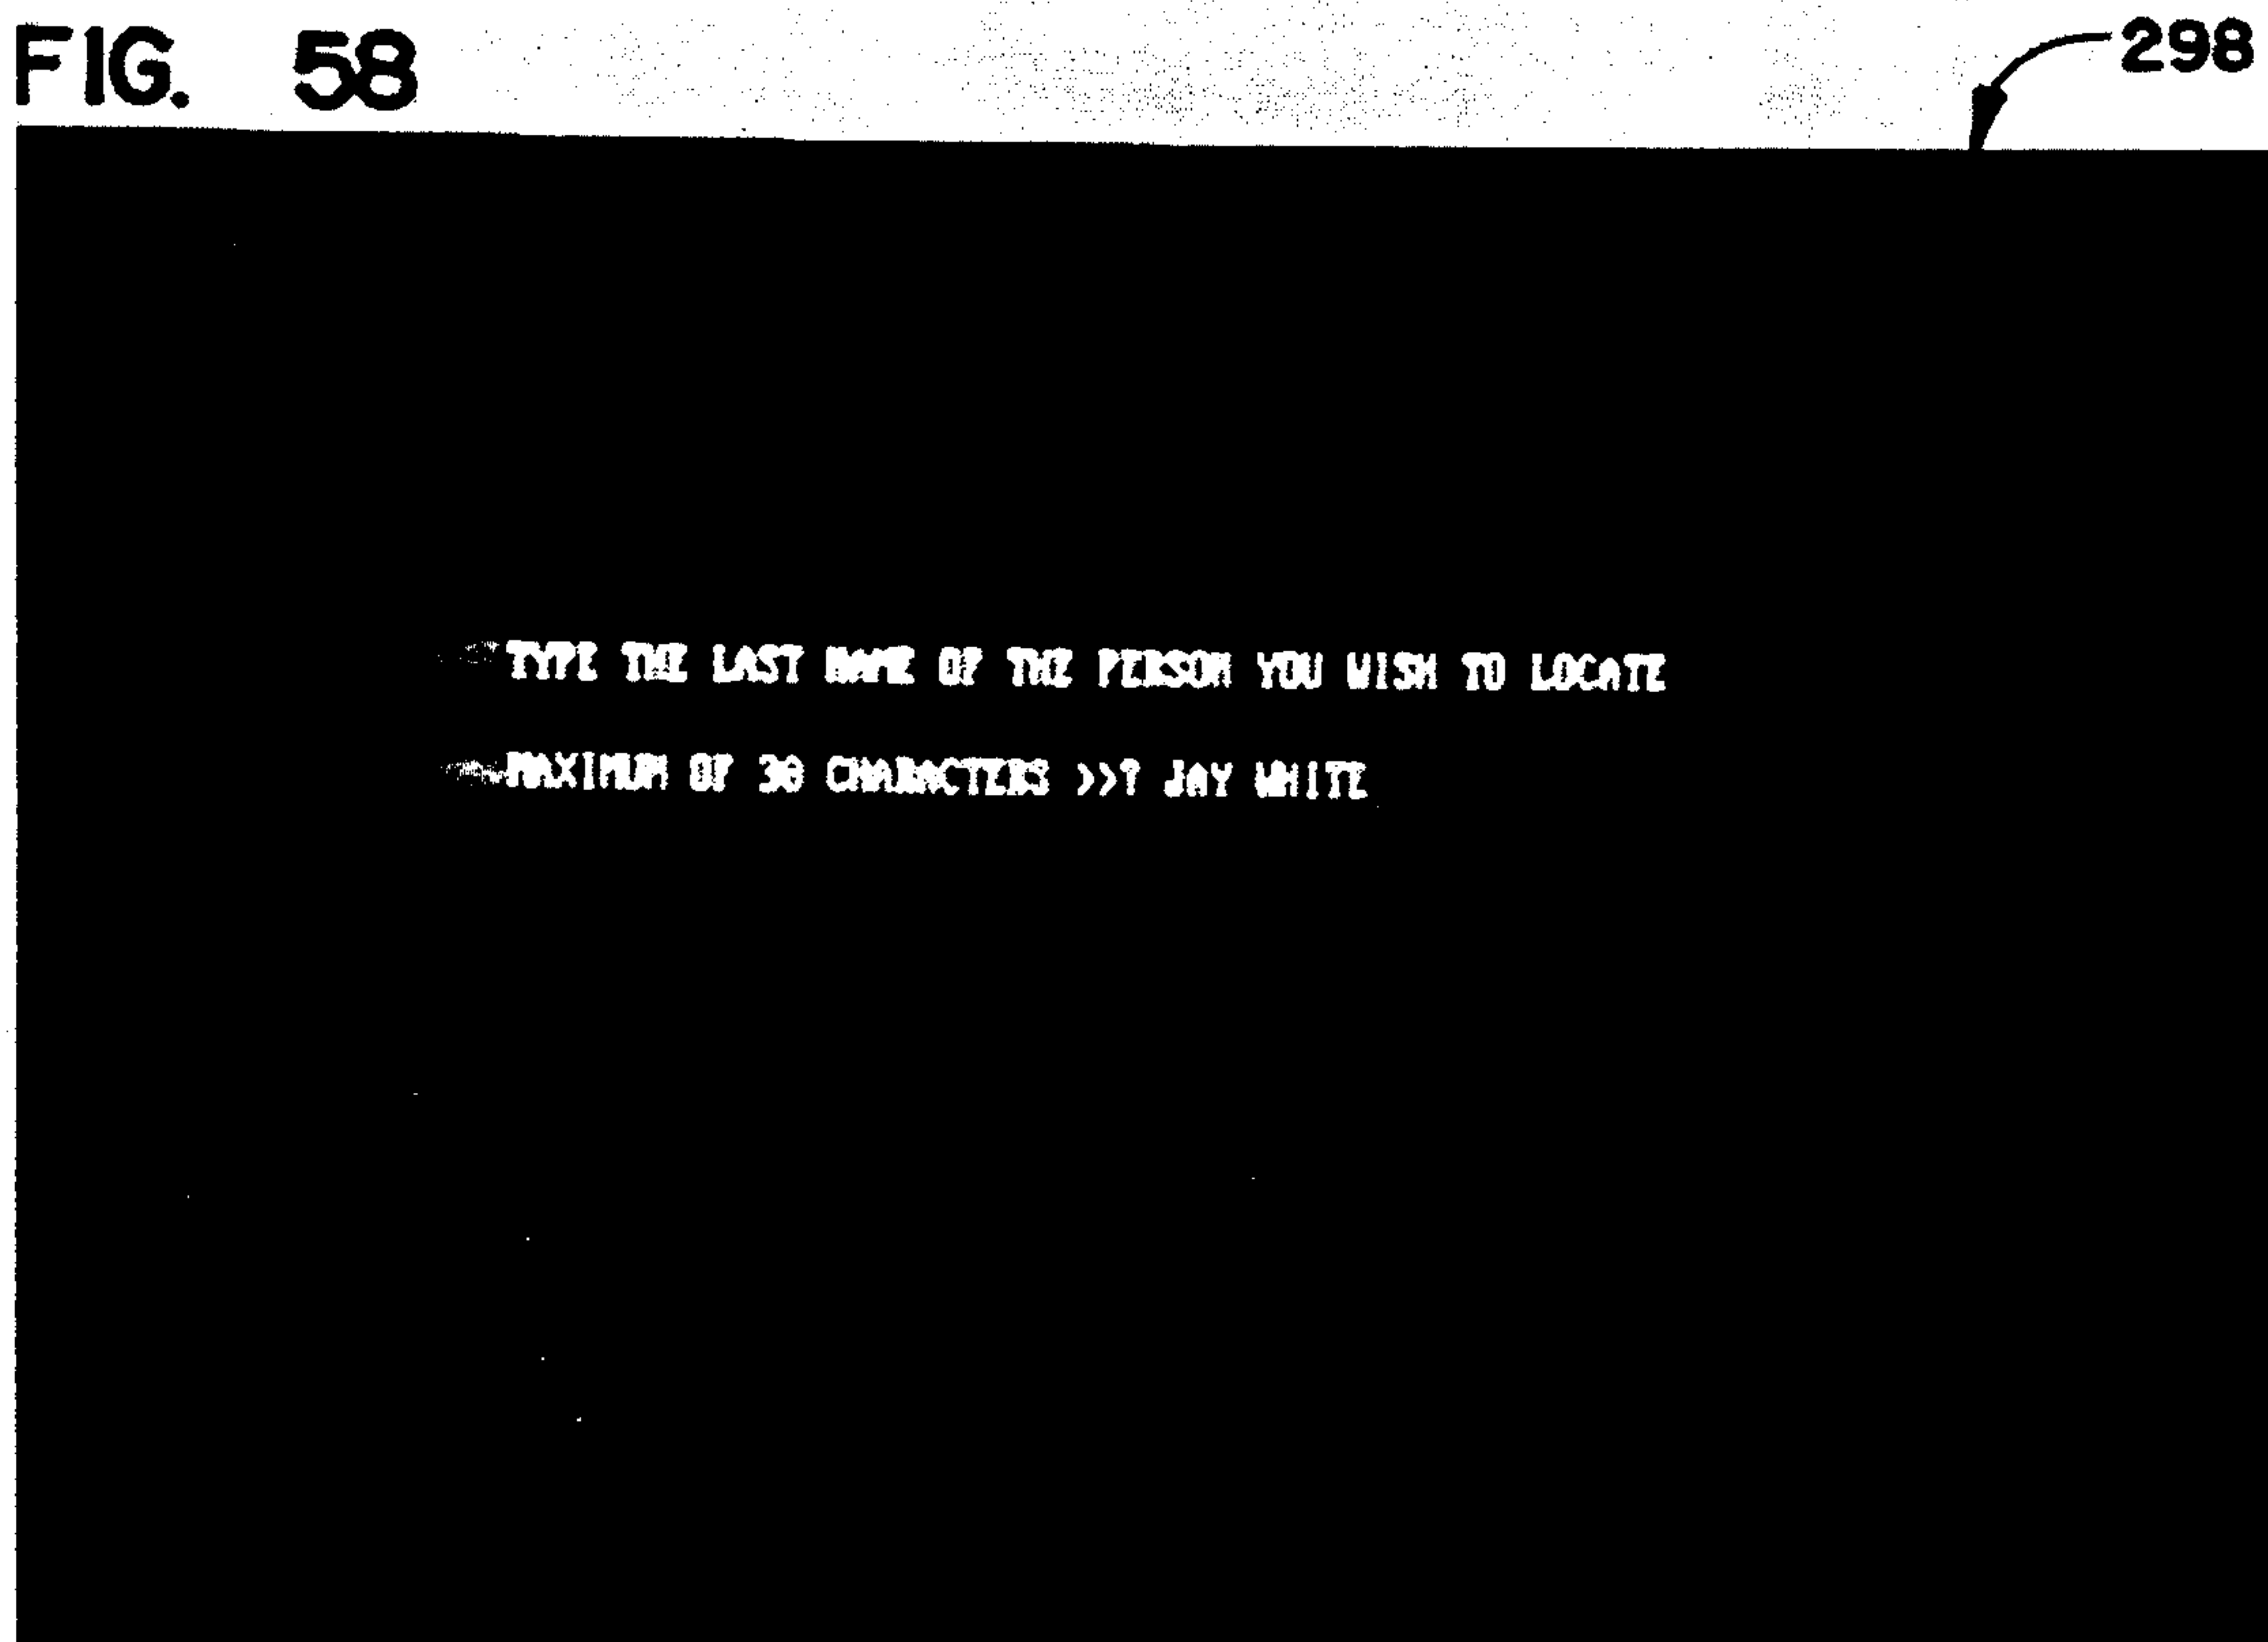 FIG. 58
298
TYPE THE LAST NAME OF THE PERSON YOU WISH TO LOCATE
MAXIMUM OF 30 CHARACTERS >>? JAY WHITE